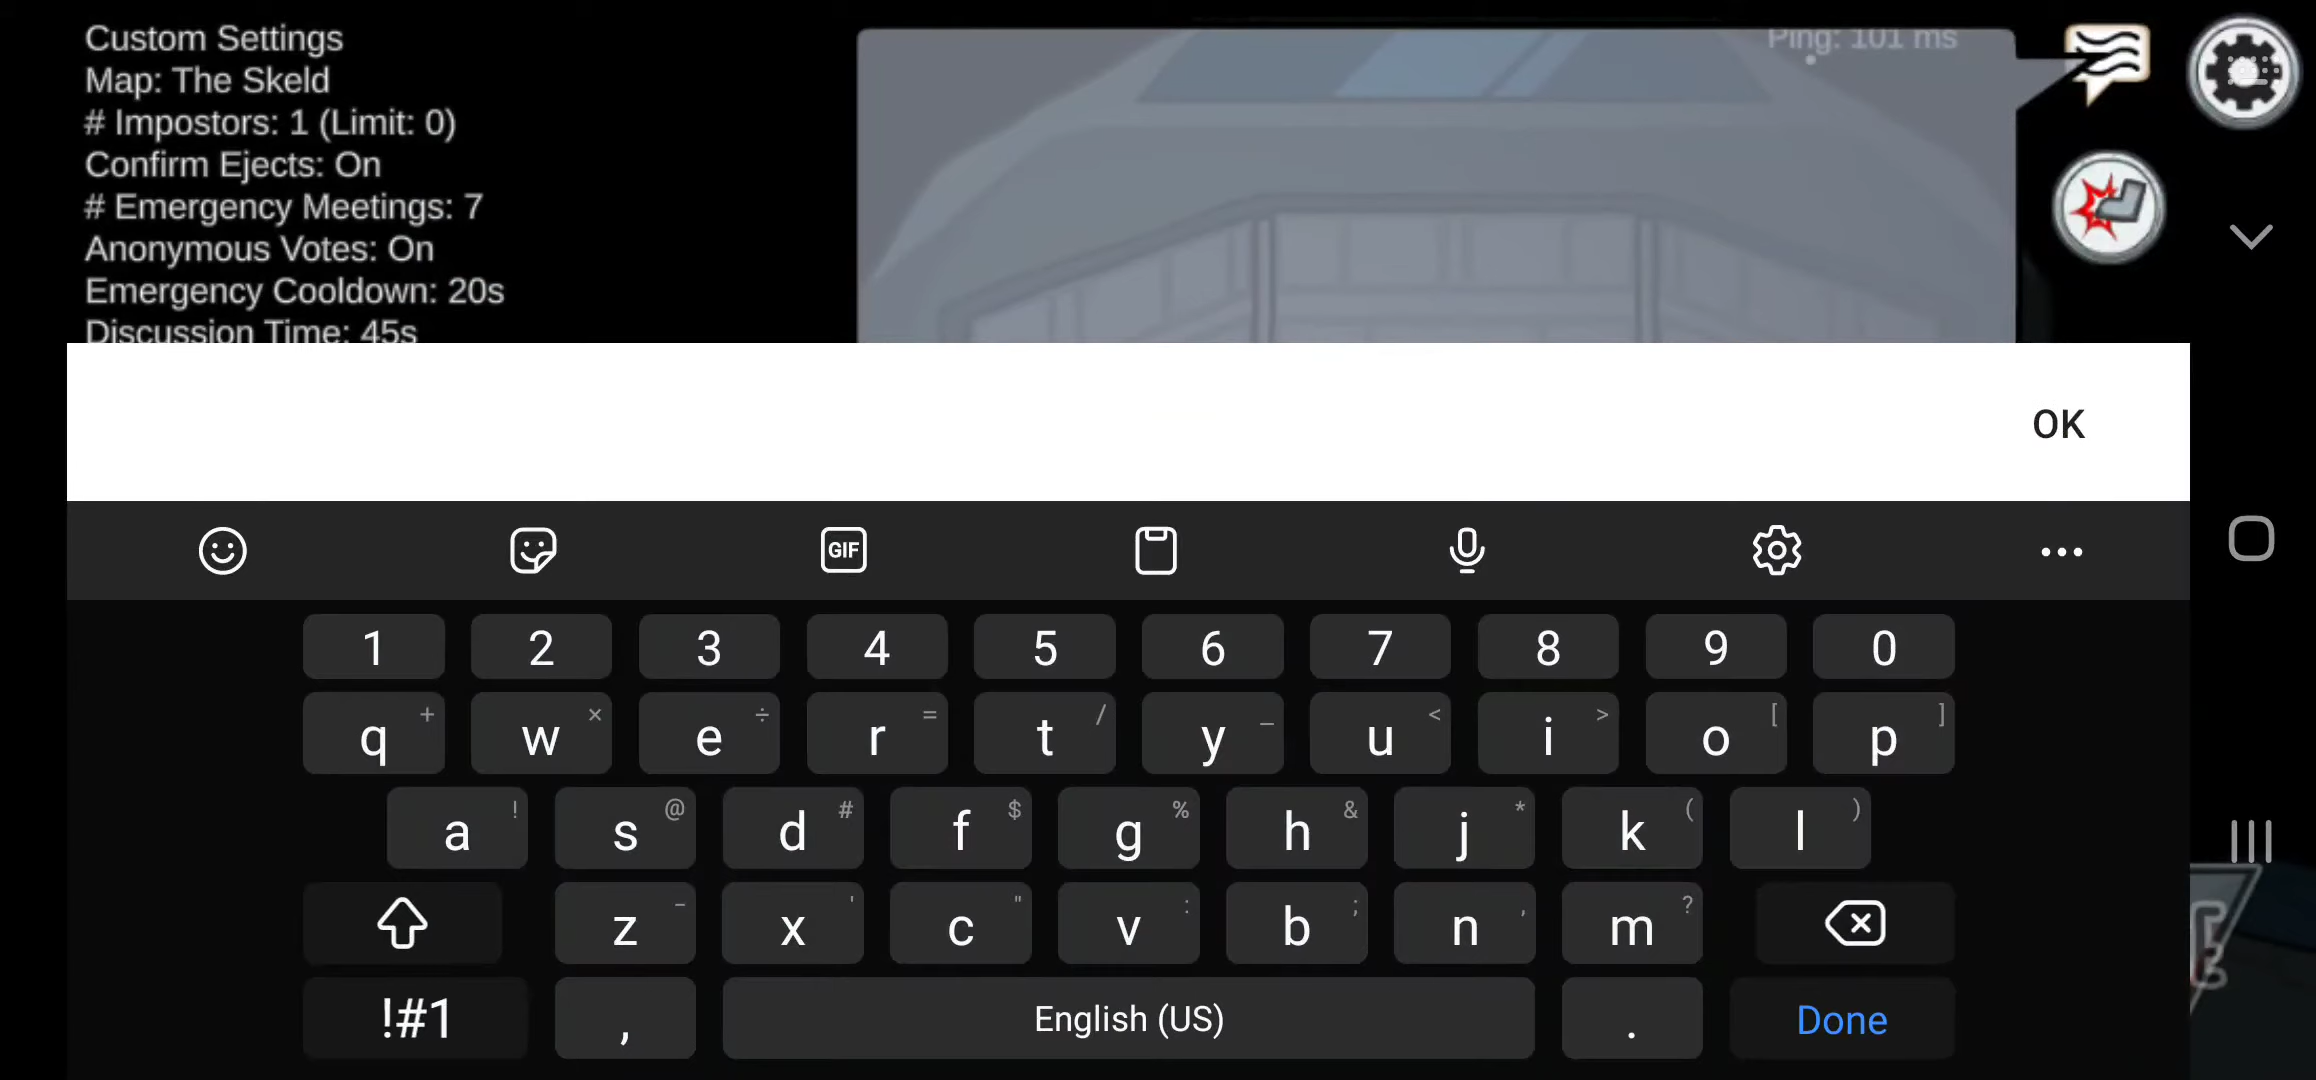 Custom Settings
Map: The Skeld
# Impostors: 1 (Limit: 0)
Confirm Ejects: On
# Emergency Meetings: 7
Anonymous Votes: On
Emergency Cooldown: 20s
Discussion Time: 45s
Ping: 101 ms
OK
GIF
1 2 3 4 5 6 7 8 9 0
q + w × e ÷ r = t / y _ u < i > o [ p ]
a ! s @ d # f $ g % h & j * k ( l )
z - x ' c " v : b ; n , m ?
!#1 , English (US) . Done